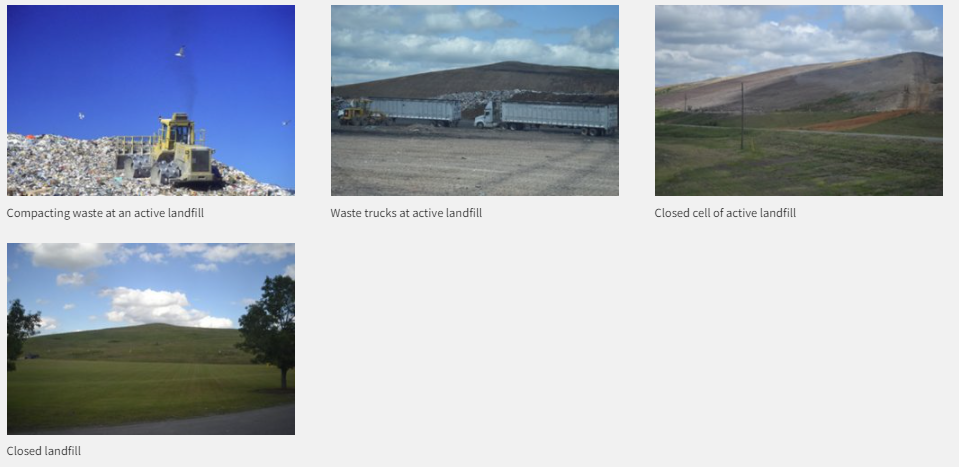 Compacting waste at an active landfill
Waste trucks at active landfill
Closed cell of active landfill
Closed landfill